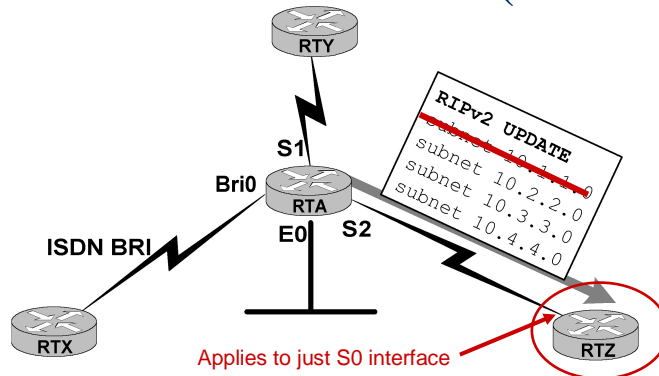 RTY
RIPv2 UPDATE
subnet 10.1.1.0
subnet 10.2.2.0
subnet 10.3.3.0
subnet 10.4.4.0
S1
Bri0
RTA
E0
S2
ISDN BRI
RTX
RTZ
Applies to just S0 interface